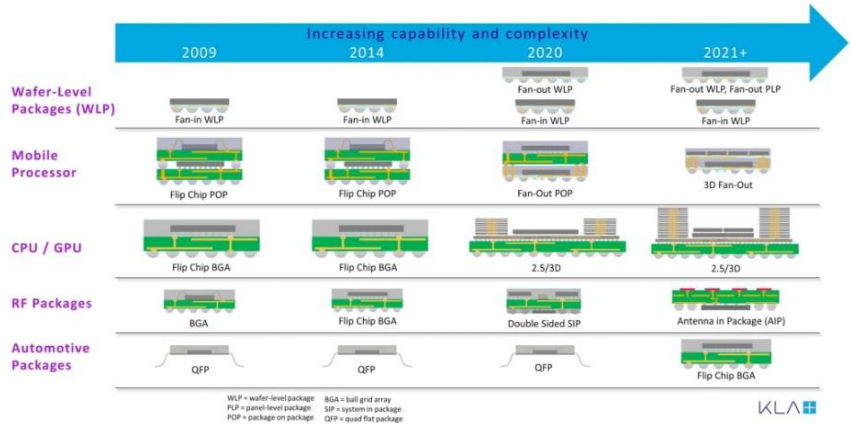 Increasing capability and complexity
2009 2014 2020 2021+
Wafer-Level
Packages (WLP)
Fan-out WLP Fan-out WLP, Fan-out PLP
Fan-in WLP Fan-in WLP Fan-in WLP Fan-in WLP
Mobile
Processor
Flip Chip POP Flip Chip POP Fan-Out POP 3D Fan-Out
CPU / GPU
Flip Chip BGA Flip Chip BGA 2.5/3D 2.5/3D
RF Packages
BGA Flip Chip BGA Double Sided SIP Antenna in Package (AIP)
Automotive
Packages
QFP QFP QFP Flip Chip BGA
WLP = wafer-level package BGA = ball grid array
PLP = panel-level package SIP = system in package
POP = package on package QFP = quad flat package
KLA